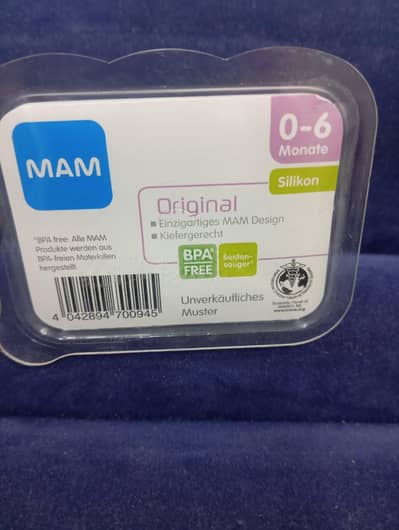 MAM
0-6
Monate
Silikon
Original
Einzigartiges MAM Design
Kiefergerecht
*BPA free: Alle MAM
Produkte werden aus
BPA-freien Materialien
hergestellt.
BPA*
FREE
Seiden-
sauger*
Unverkäufliches
Muster
4 042894 700945